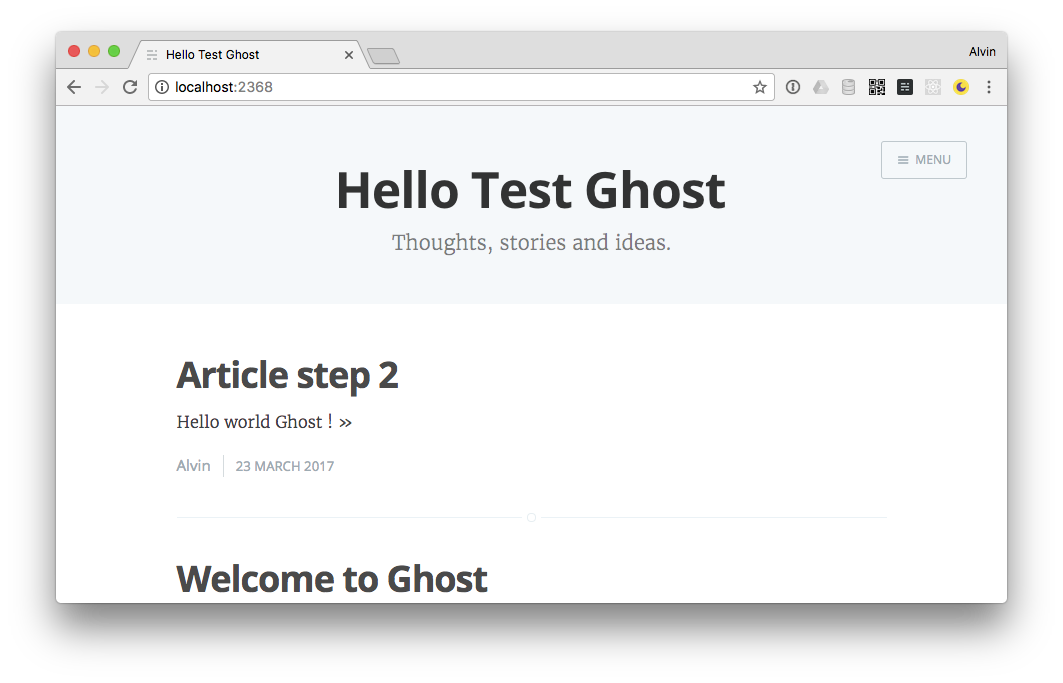 Hello Test Ghost
Alvin
localhost:2368
MENU
Hello Test Ghost
Thoughts, stories and ideas.
Article step 2
Hello world Ghost ! »
Alvin
23 MARCH 2017
Welcome to Ghost